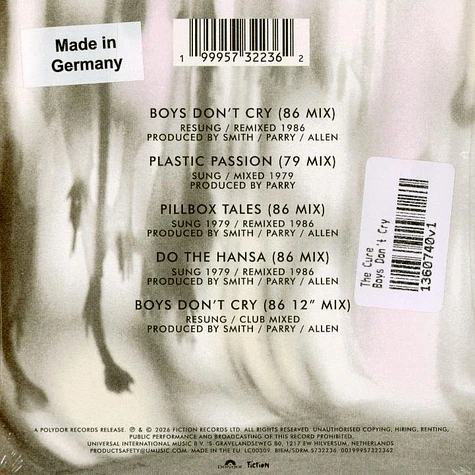 Made in
Germany
1 99957 32236 2
BOYS DON'T CRY (86 MIX)
RESUNG / REMIXED 1986
PRODUCED BY SMITH / PARRY / ALLEN
PLASTIC PASSION (79 MIX)
SUNG / MIXED 1979
PRODUCED BY PARRY
PILLBOX TALES (86 MIX)
SUNG 1979 / REMIXED 1986
PRODUCED BY SMITH / PARRY / ALLEN
DO THE HANSA (86 MIX)
SUNG 1979 / REMIXED 1986
PRODUCED BY SMITH / PARRY / ALLEN
BOYS DON'T CRY (86 12" MIX)
RESUNG / CLUB MIXED
PRODUCED BY SMITH / PARRY / ALLEN
The Cure
Boys Don't Cry
1360740v1
A POLYDOR RECORDS RELEASE. ℗ & © 2026 FICTION RECORDS LTD. ALL RIGHTS RESERVED. UNAUTHORISED COPYING, HIRING, RENTING,
PUBLIC PERFORMANCE AND BROADCASTING OF THIS RECORD PROHIBITED.
UNIVERSAL INTERNATIONAL MUSIC B.V. 'S-GRAVELANDSEWEG 80, 1217 EW HILVERSUM, NETHERLANDS
PRODUCTSAFETY@UMUSIC.COM. MADE IN THE EU. LC00309. BIEM/SDRM. 5732236 00199957322362
POLYDOR FICTION